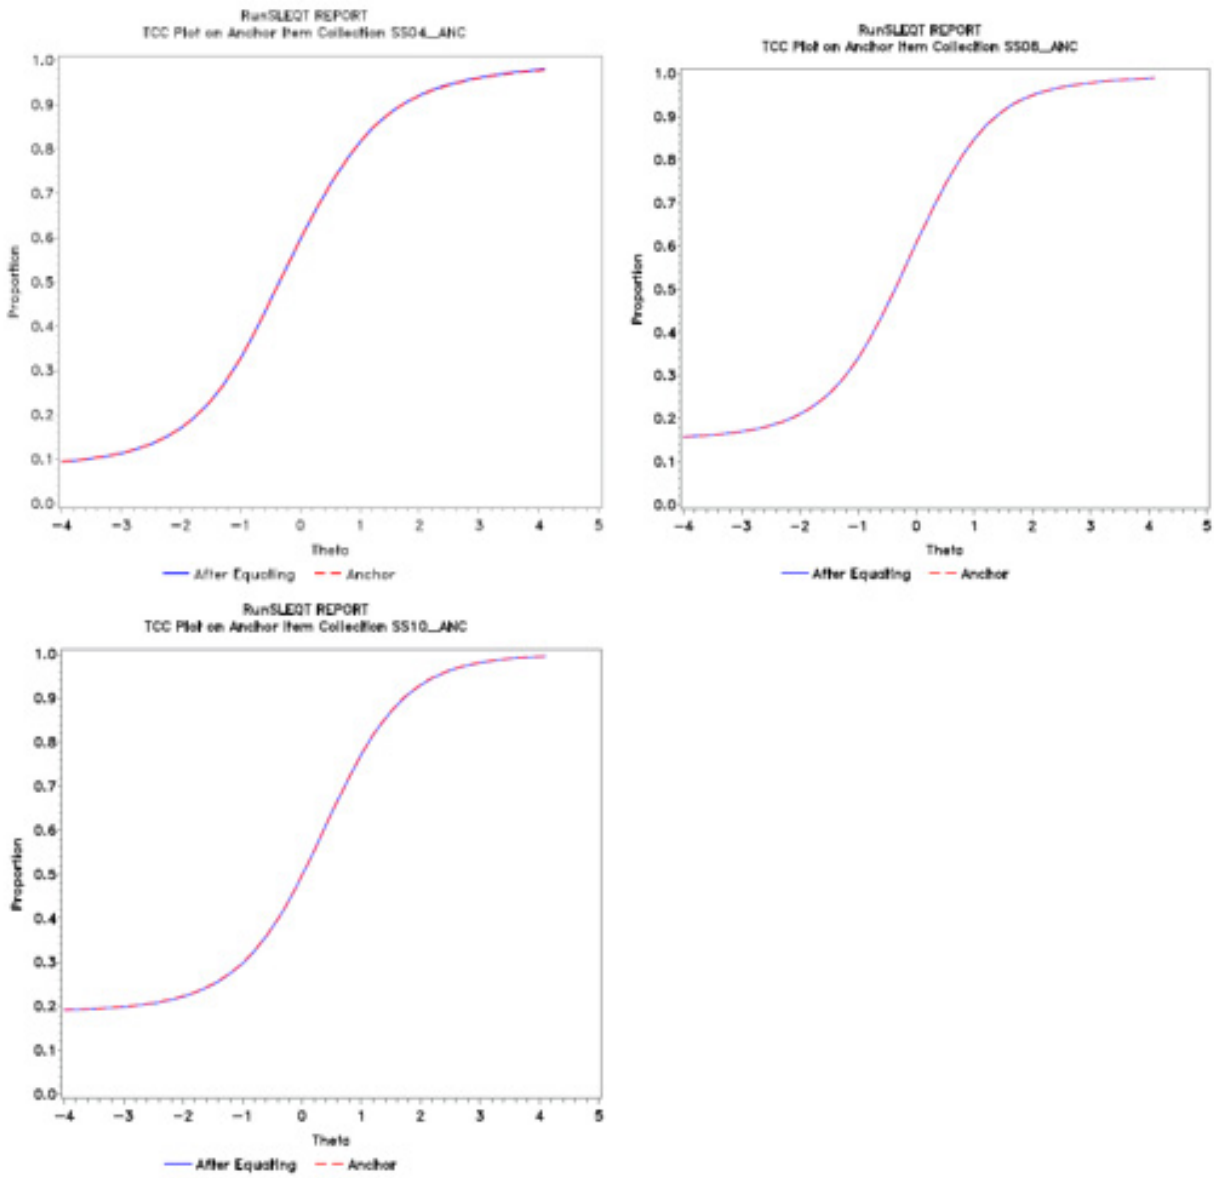 RunSLEQT REPORT
TCC Plot on Anchor Item Collection SS04_ANC
1.0
0.9
0.8
0.7
0.6
0.5
0.4
0.3
0.2
0.1
0.0
Proportion
-4 -3 -2 -1 0 1 2 3 4 5
Theta
After Equating Anchor
RunSLEQT REPORT
TCC Plot on Anchor Item Collection SS08_ANC
1.0
0.9
0.8
0.7
0.6
0.5
0.4
0.3
0.2
0.1
0.0
Proportion
-4 -3 -2 -1 0 1 2 3 4 5
Theta
After Equating Anchor
RunSLEQT REPORT
TCC Plot on Anchor Item Collection SS10_ANC
1.0
0.9
0.8
0.7
0.6
0.5
0.4
0.3
0.2
0.1
0.0
Proportion
-4 -3 -2 -1 0 1 2 3 4 5
Theta
After Equating Anchor